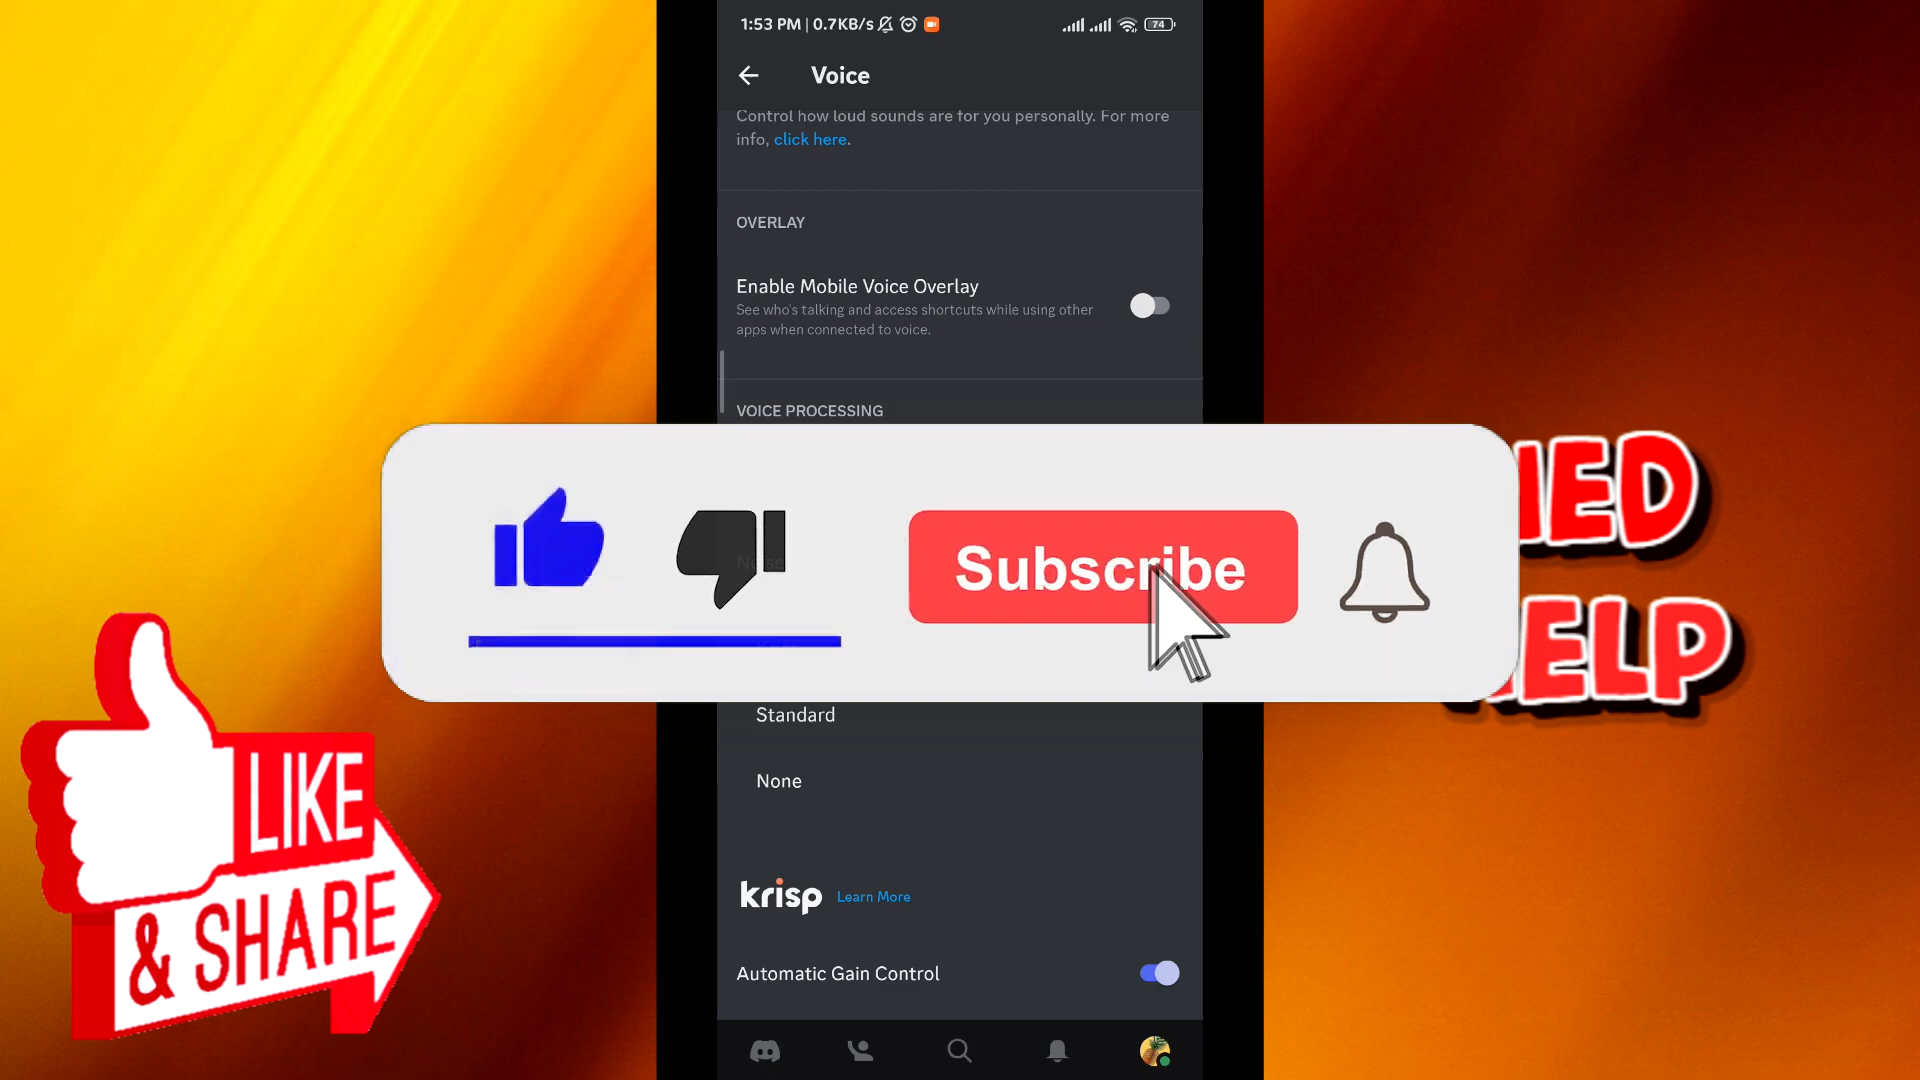 1:53 PM | 0.7KB/s
74
Voice
Control how loud sounds are for you personally. For more
info, click here.
OVERLAY
Enable Mobile Voice Overlay
See who's talking and access shortcuts while using other
apps when connected to voice.
VOICE PROCESSING
Subscribe
Standard
None
krisp Learn More
Automatic Gain Control
LIKE
& SHARE